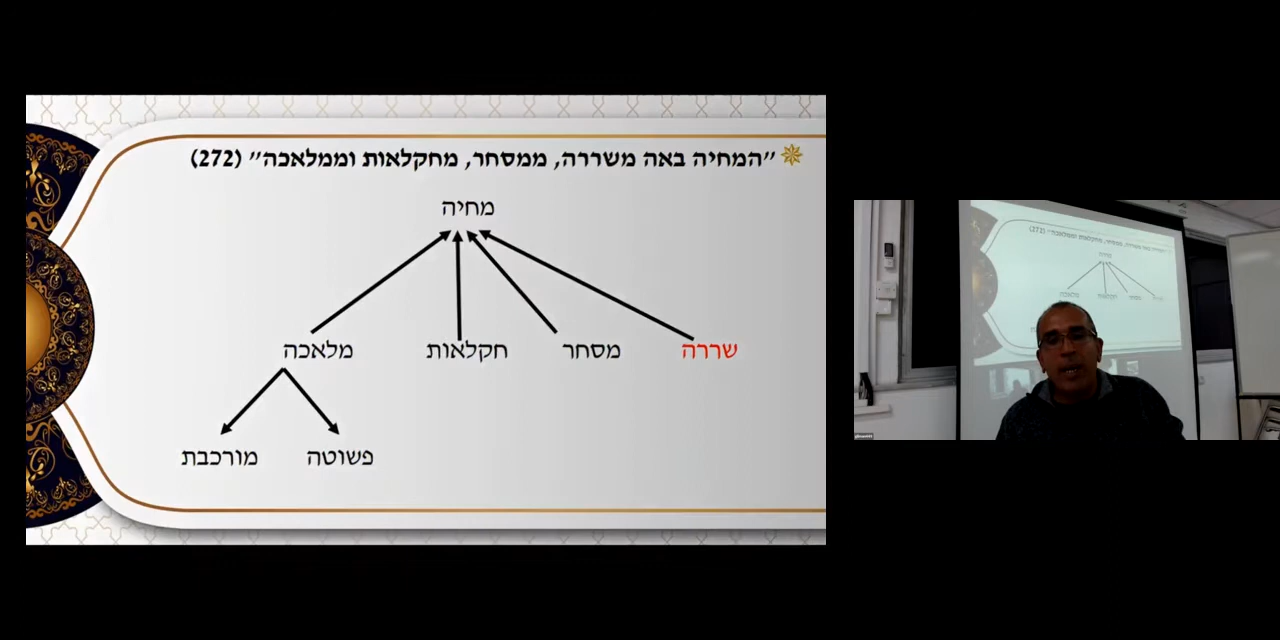 "המחיה באה משררה, ממסחר, מחקלאות וממלאכה" (272)
מחיה
שררה מסחר חקלאות מלאכה
פשוטה מורכבת